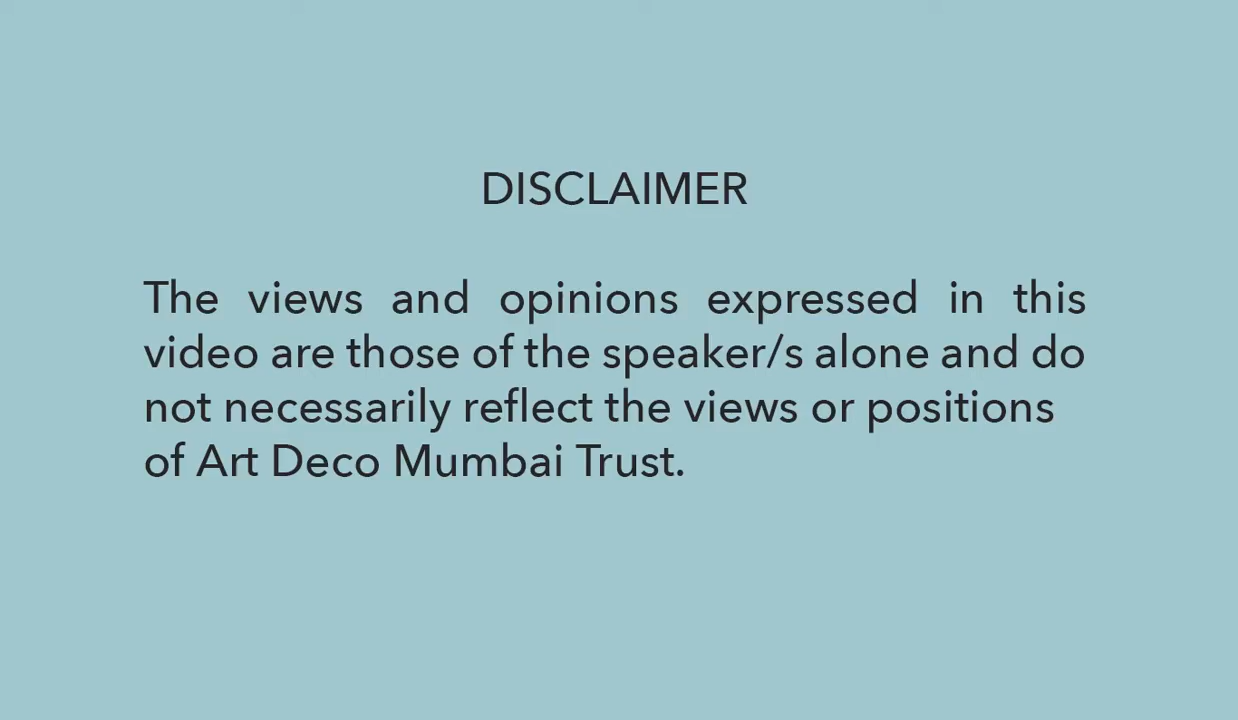 DISCLAIMER
The views and opinions expressed in this
video are those of the speaker/s alone and do
not necessarily reflect the views or positions
of Art Deco Mumbai Trust.